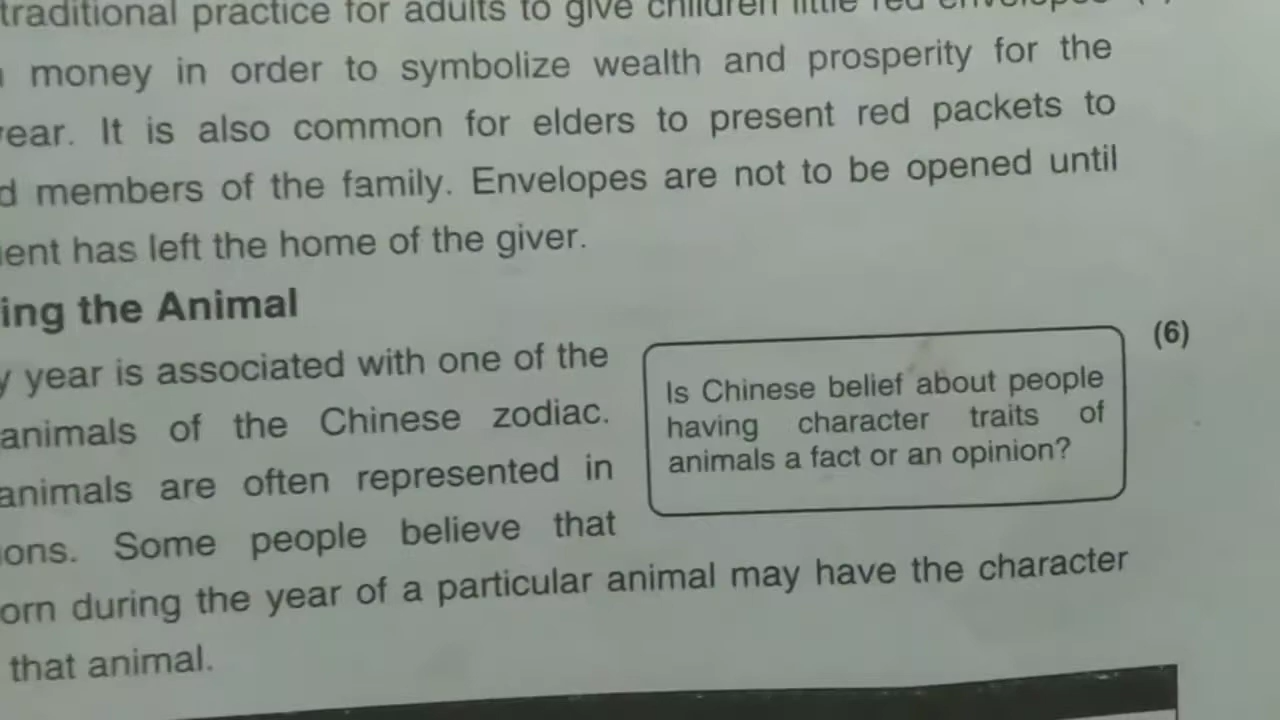 traditional practice for adults to give children little red envelopes
money in order to symbolize wealth and prosperity for the
ear. It is also common for elders to present red packets to
d members of the family. Envelopes are not to be opened until
ent has left the home of the giver.
ing the Animal
y year is associated with one of the
animals of the Chinese zodiac.
animals are often represented in
ons. Some people believe that
orn during the year of a particular animal may have the character
that animal.
(6)
Is Chinese belief about people
having character traits of
animals a fact or an opinion?